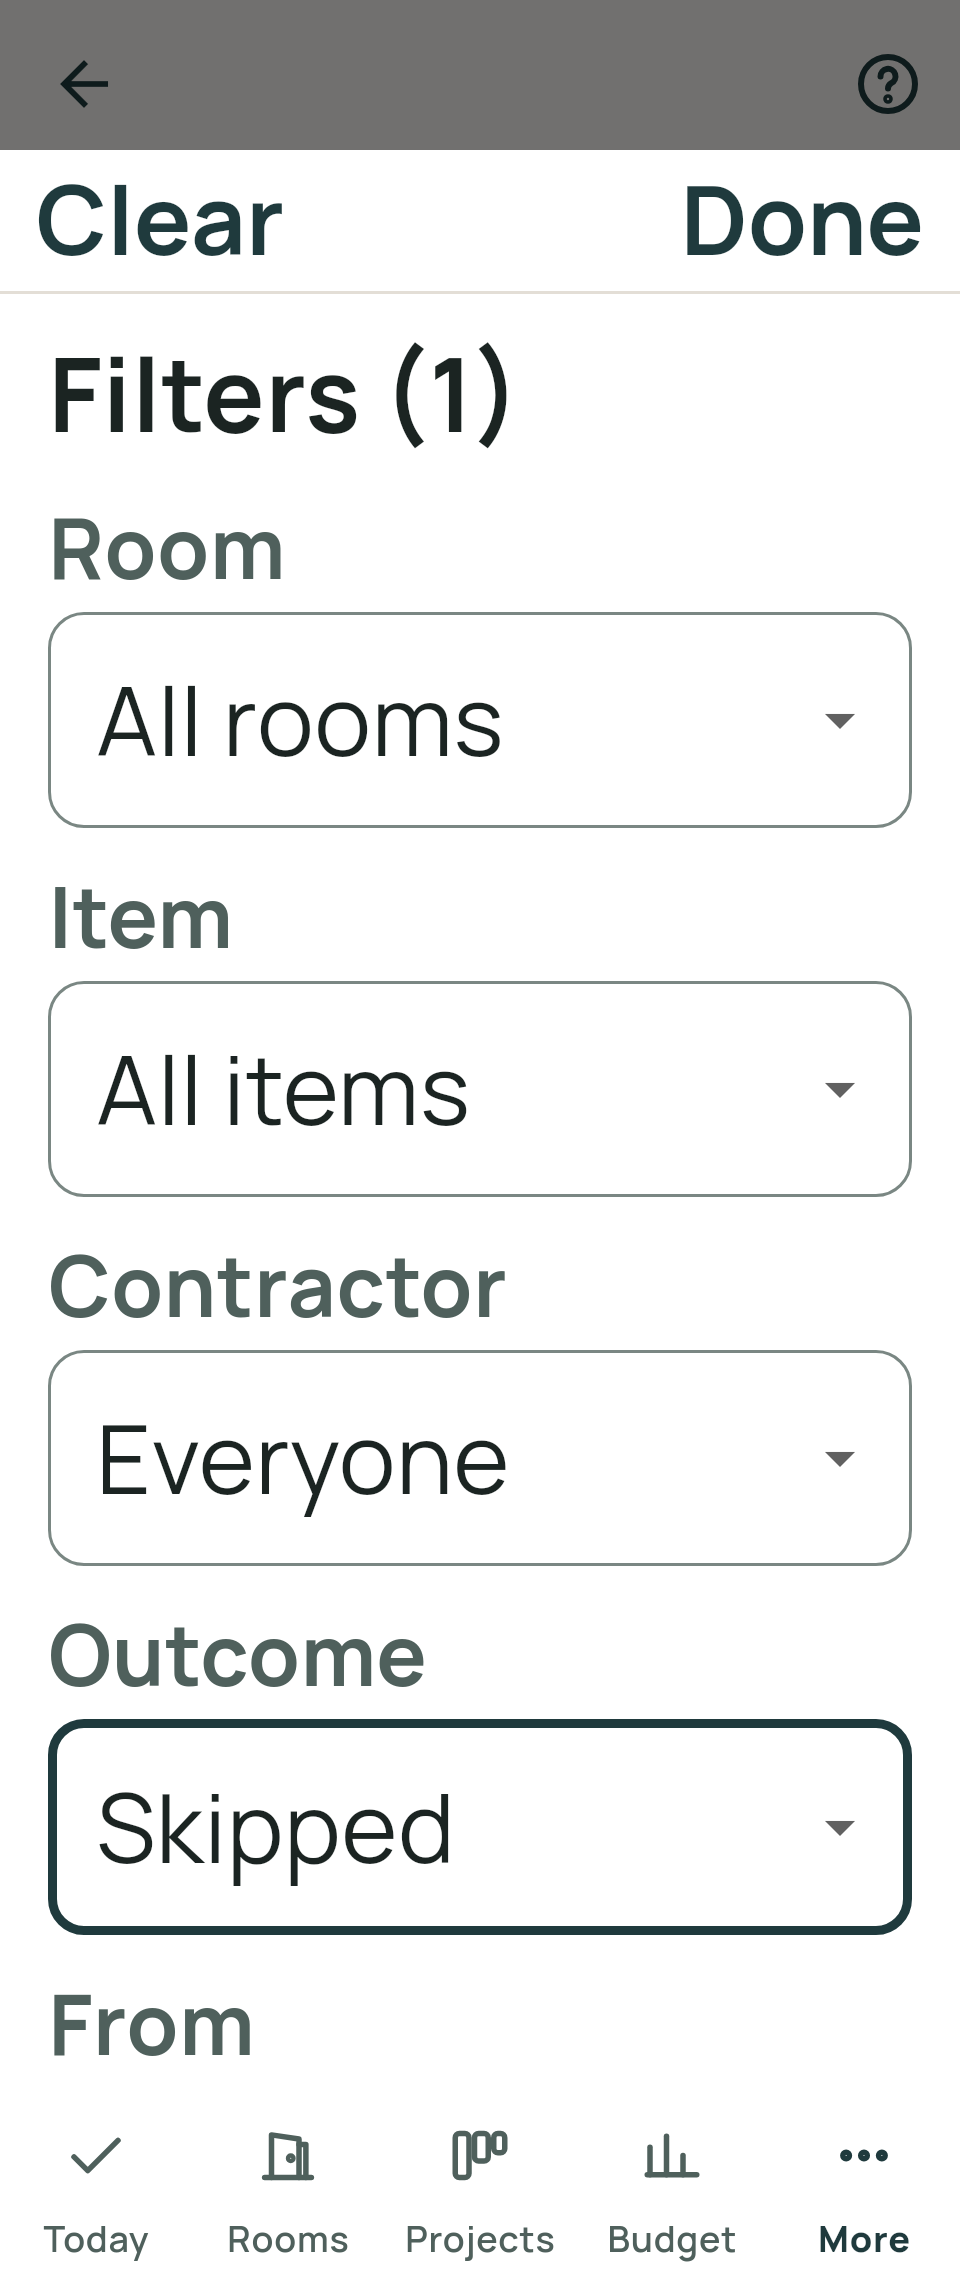 Clear Done
Filters (1)
Room
All rooms
Item
All items
Contractor
Everyone
Outcome
Skipped
From
Today Rooms Projects Budget More